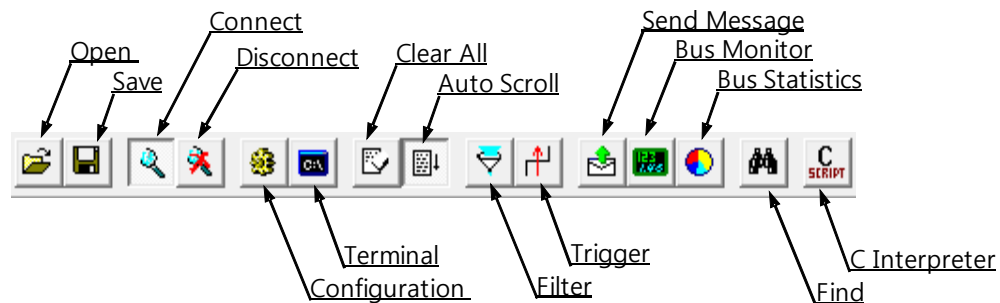 Send Message
Connect
Bus Monitor
Open
Disconnect
Clear All
Bus Statistics
Save
Auto Scroll
C:\
123
C
SCRIPT
Terminal
Trigger
C Interpreter
Configuration
Filter
Find